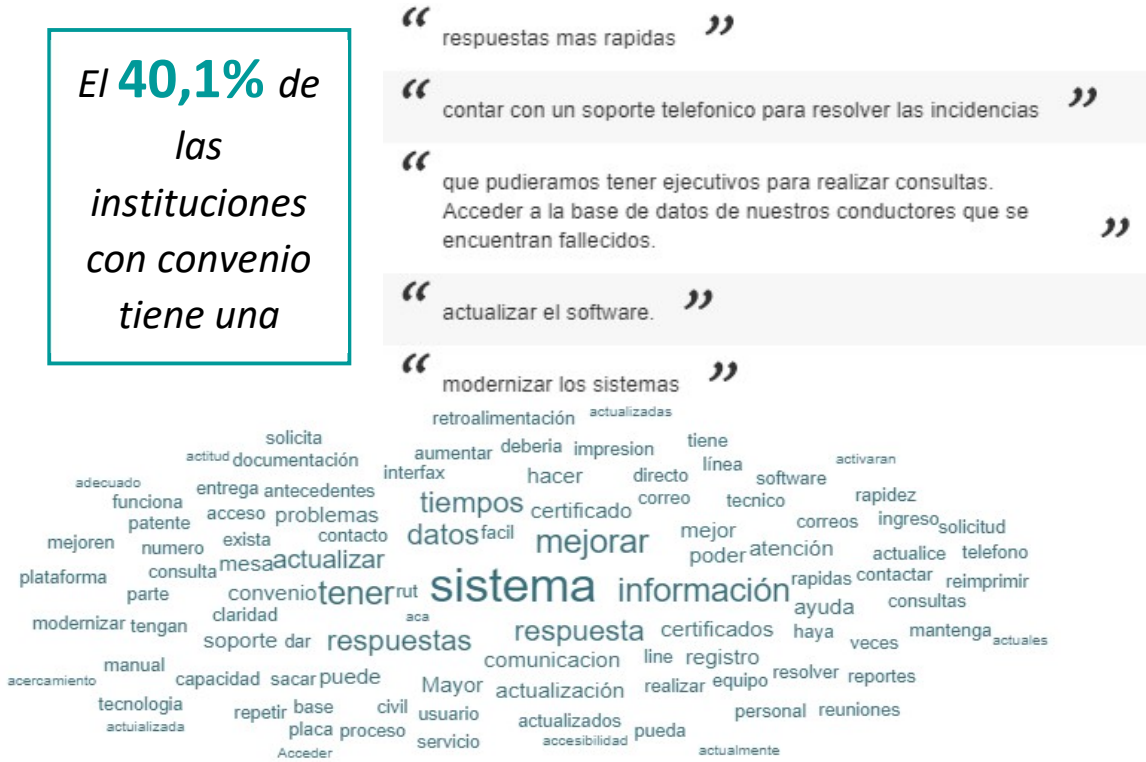 El 40,1% de
las
instituciones
con convenio
tiene una
“ respuestas mas rapidas ”
“ contar con un soporte telefonico para resolver las incidencias ”
“ que pudieramos tener ejecutivos para realizar consultas.
Acceder a la base de datos de nuestros conductores que se
encuentran fallecidos. ”
“ actualizar el software. ”
“ modernizar los sistemas ”
retroalimentación actualizadas
solicita aumentar deberia impresion tiene
actitud documentación interfax hacer directo línea software activaran
adecuado funciona entrega antecedentes tiempos certificado correo tecnico rapidez
patente acceso problemas datos facil mejorar mejor correos ingreso solicitud
mejoren numero exista contacto poder atención actualice telefono
plataforma consulta mesa actualizar sistema información rapidas contactar reimprimir
parte convenio tener rut ayuda consultas
modernizar tengan claridad aca respuesta certificados haya veces mantenga actuales
soporte dar respuestas comunicacion line registro
acercamiento manual capacidad sacar puede Mayor actualización realizar equipo resolver reportes
tecnologia repetir base civil usuario actualizados personal reuniones
actuializada placa proceso servicio accesibilidad pueda
Acceder actualmente